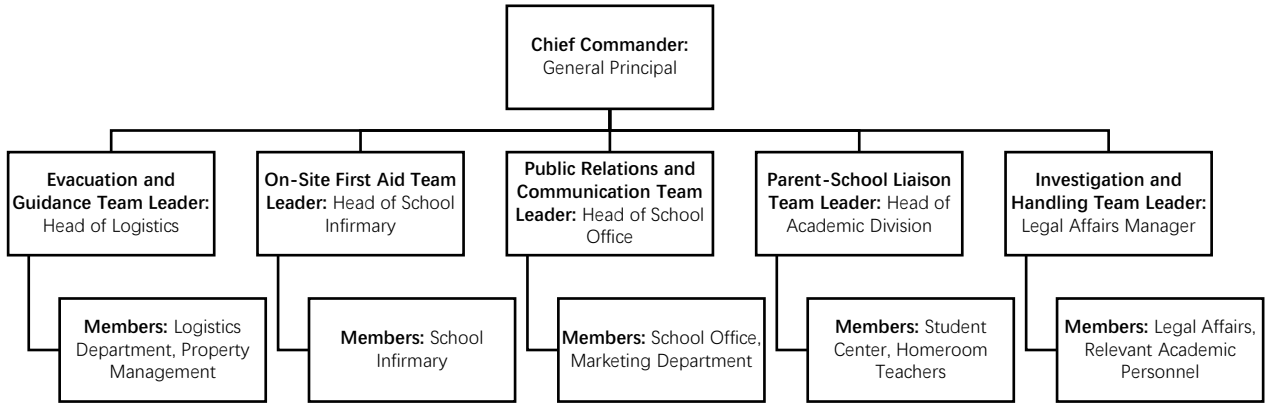 Chief Commander:
General Principal
Evacuation and
Guidance Team Leader:
Head of Logistics
On-Site First Aid Team
Leader: Head of School
Infirmary
Public Relations and
Communication Team
Leader: Head of School
Office
Parent-School Liaison
Team Leader: Head of
Academic Division
Investigation and
Handling Team Leader:
Legal Affairs Manager
Members: Logistics
Department, Property
Management
Members: School
Infirmary
Members: School Office,
Marketing Department
Members: Student
Center, Homeroom
Teachers
Members: Legal Affairs,
Relevant Academic
Personnel